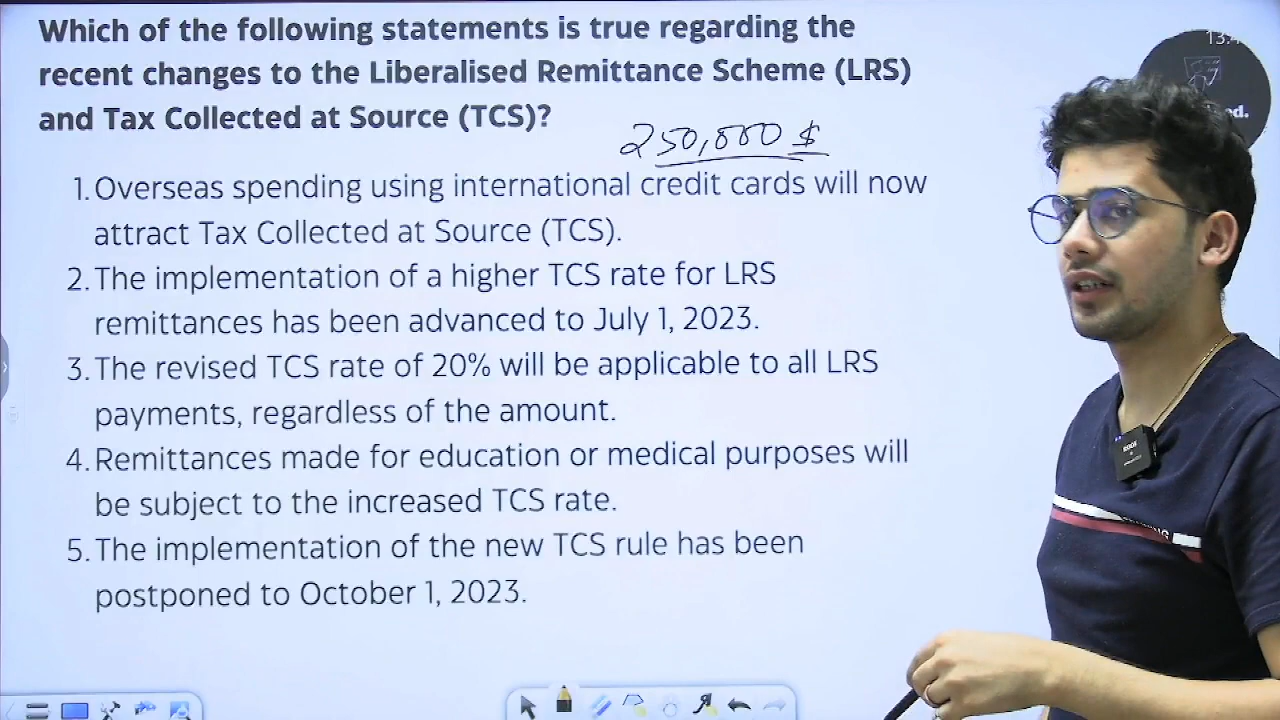 Which of the following statements is true regarding the
recent changes to the Liberalised Remittance Scheme (LRS)
and Tax Collected at Source (TCS)?
250,000 $
1. Overseas spending using international credit cards will now
attract Tax Collected at Source (TCS).
2. The implementation of a higher TCS rate for LRS
remittances has been advanced to July 1, 2023.
3. The revised TCS rate of 20% will be applicable to all LRS
payments, regardless of the amount.
4. Remittances made for education or medical purposes will
be subject to the increased TCS rate.
5. The implementation of the new TCS rule has been
postponed to October 1, 2023.